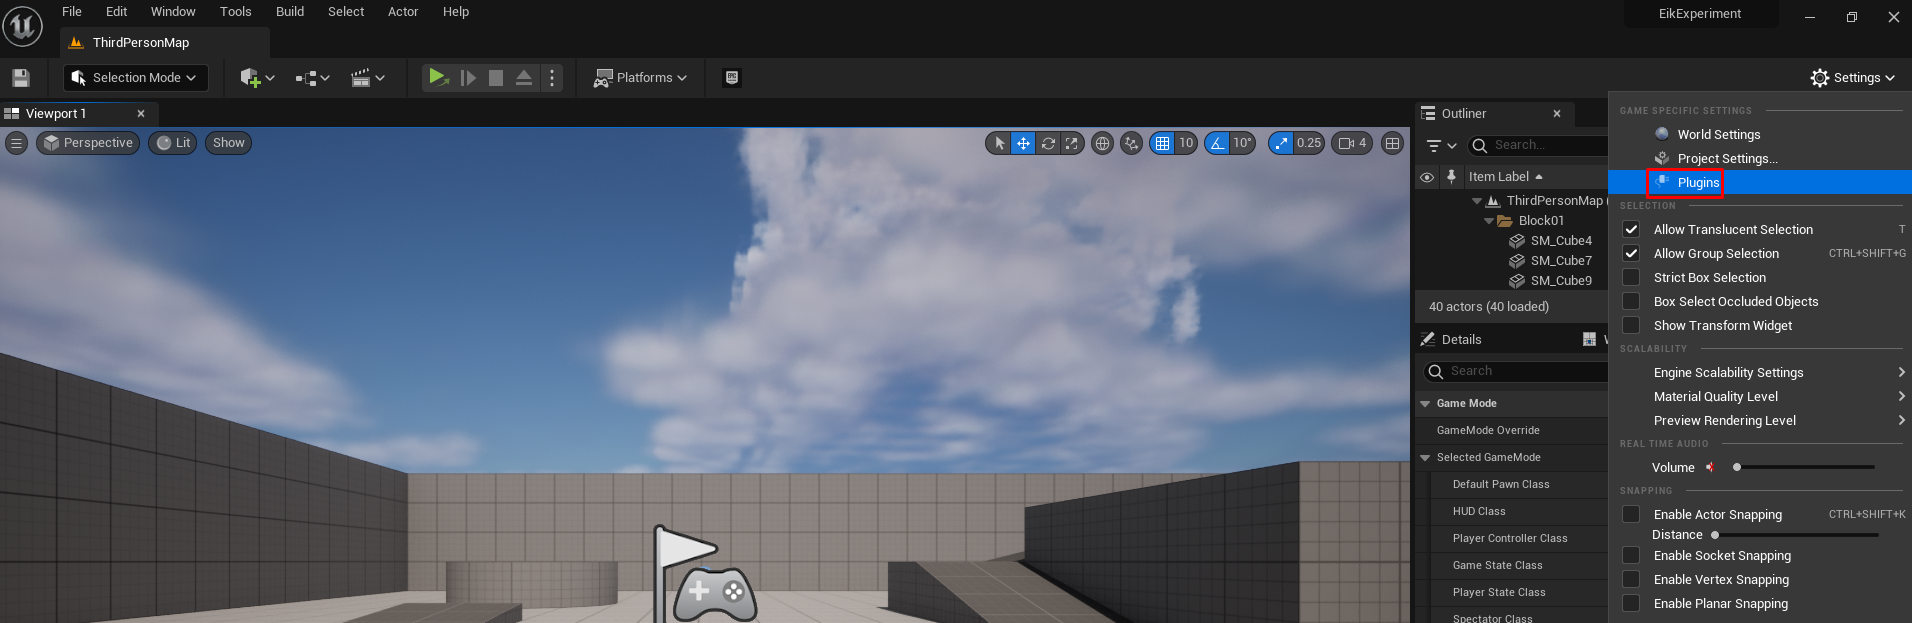 File Edit Window Tools Build Select Actor Help
EikExperiment
ThirdPersonMap
Selection Mode
Platforms
EPIC
Settings
Viewport 1
Perspective Lit Show
10 10° 0.25 4
Outliner
Search...
Item Label
ThirdPersonMap (
Block01
SM_Cube4
SM_Cube7
SM_Cube9
40 actors (40 loaded)
Details
Search
Game Mode
GameMode Override
Selected GameMode
Default Pawn Class
HUD Class
Player Controller Class
Game State Class
Player State Class
Spectator Class
GAME SPECIFIC SETTINGS
World Settings
Project Settings...
Plugins
SELECTION
Allow Translucent Selection T
Allow Group Selection CTRL+SHIFT+G
Strict Box Selection
Box Select Occluded Objects
Show Transform Widget
SCALABILITY
Engine Scalability Settings
Material Quality Level
Preview Rendering Level
REAL TIME AUDIO
Volume
SNAPPING
Enable Actor Snapping CTRL+SHIFT+K
Distance
Enable Socket Snapping
Enable Vertex Snapping
Enable Planar Snapping